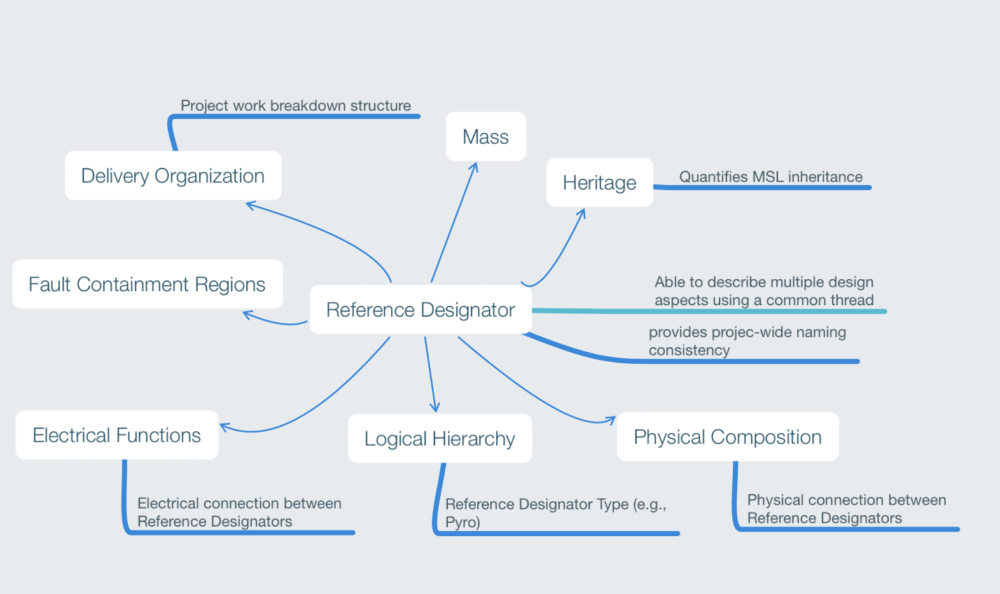 Project work breakdown structure
Mass
Delivery Organization
Heritage
Quantifies MSL inheritance
Fault Containment Regions
Reference Designator
Able to describe multiple design
aspects using a common thread
provides projec-wide naming
consistency
Electrical Functions
Logical Hierarchy
Physical Composition
Electrical connection between
Reference Designators
Reference Designator Type (e.g.,
Pyro)
Physical connection between
Reference Designators